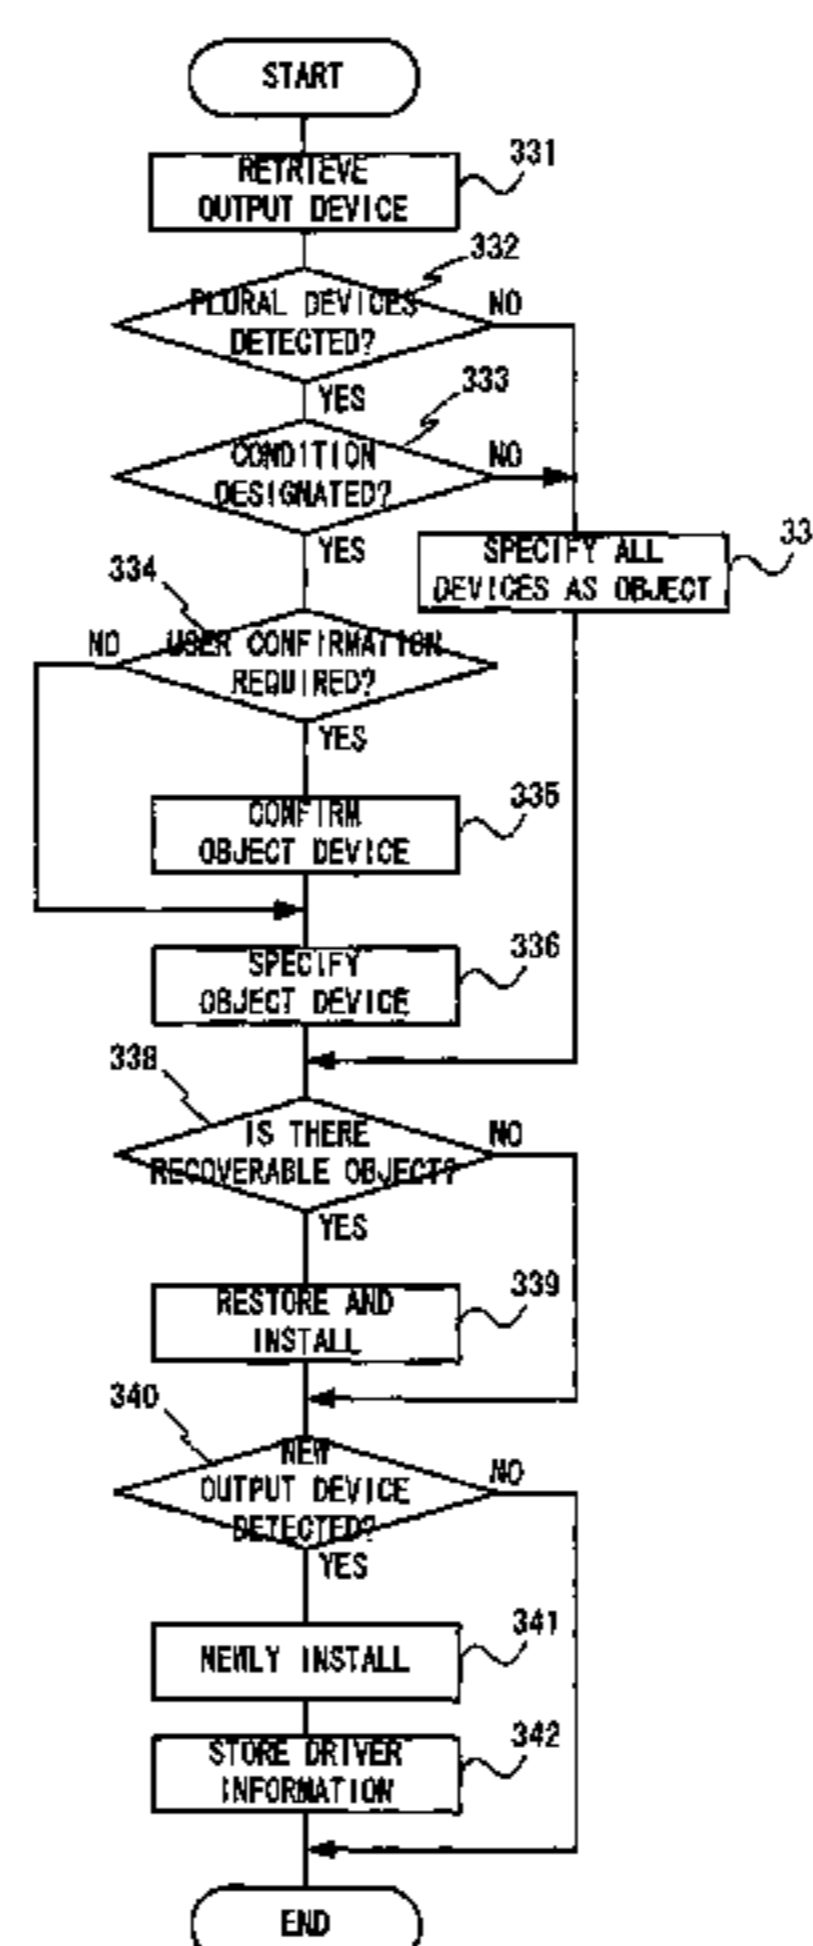 START
331
RETRIEVE
OUTPUT DEVICE
332
PLURAL DEVICES
DETECTED?
NO
YES
333
CONDITION
DESIGNATED?
NO
YES
33
SPECIFY ALL
DEVICES AS OBJECT
334
NO
USER CONFIRMATION
REQUIRED?
YES
335
CONFIRM
OBJECT DEVICE
336
SPECIFY
OBJECT DEVICE
338
IS THERE
RECOVERABLE OBJECT?
NO
YES
339
RESTORE AND
INSTALL
340
NEW
OUTPUT DEVICE
DETECTED?
NO
YES
341
NEWLY INSTALL
342
STORE DRIVER
INFORMATION
END